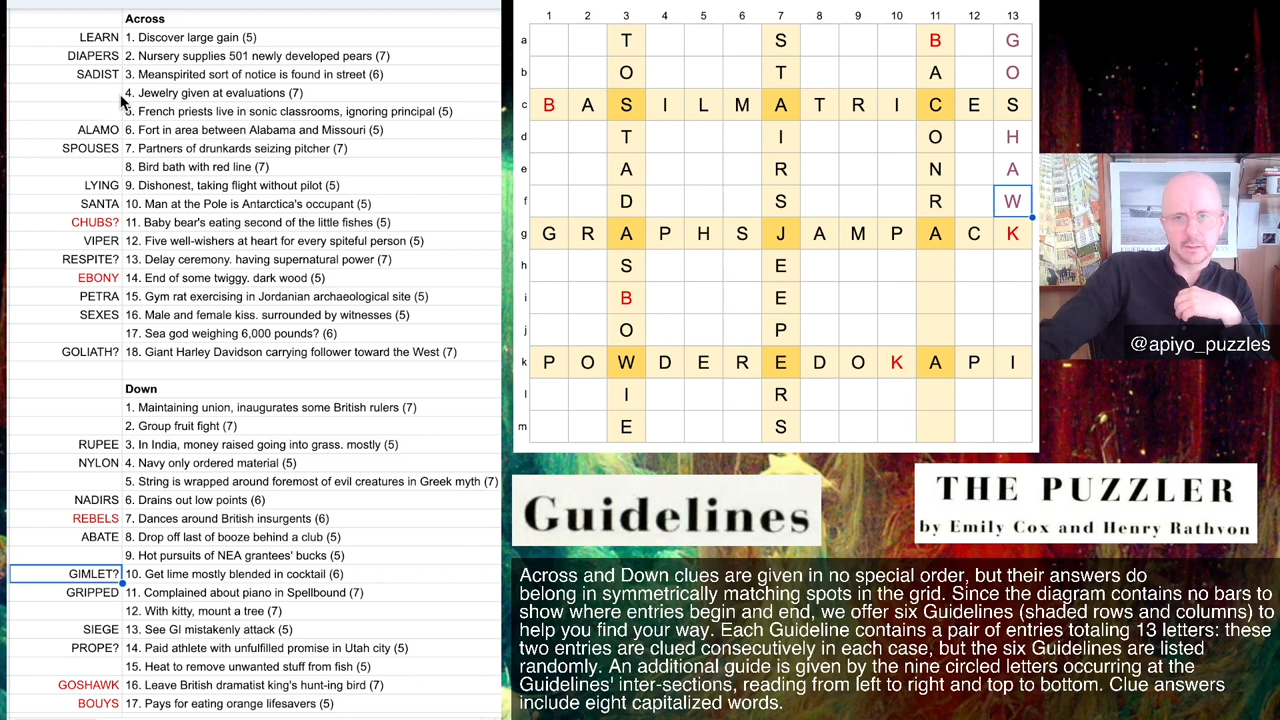 Across
LEARN 1. Discover large gain (5)
DIAPERS 2. Nursery supplies 501 newly developed pears (7)
SADIST 3. Meanspirited sort of notice is found in street (6)
4. Jewelry given at evaluations (7)
5. French priests live in sonic classrooms, ignoring principal (5)
ALAMO 6. Fort in area between Alabama and Missouri (5)
SPOUSES 7. Partners of drunkards seizing pitcher (7)
8. Bird bath with red line (7)
LYING 9. Dishonest, taking flight without pilot (5)
SANTA 10. Man at the Pole is Antarctica's occupant (5)
CHUBS? 11. Baby bear's eating second of the little fishes (5)
VIPER 12. Five well-wishers at heart for every spiteful person (5)
RESPITE? 13. Delay ceremony. having supernatural power (7)
EBONY 14. End of some twiggy. dark wood (5)
PETRA 15. Gym rat exercising in Jordanian archaeological site (5)
SEXES 16. Male and female kiss. surrounded by witnesses (5)
17. Sea god weighing 6,000 pounds? (6)
GOLIATH? 18. Giant Harley Davidson carrying follower toward the West (7)
Down
1. Maintaining union, inaugurates some British rulers (7)
2. Group fruit fight (7)
RUPEE 3. In India, money raised going into grass. mostly (5)
NYLON 4. Navy only ordered material (5)
5. String is wrapped around foremost of evil creatures in Greek myth (7)
NADIRS 6. Drains out low points (6)
REBELS 7. Dances around British insurgents (6)
ABATE 8. Drop off last of booze behind a club (5)
9. Hot pursuits of NEA grantees' bucks (5)
GIMLET? 10. Get lime mostly blended in cocktail (6)
GRIPPED 11. Complained about piano in Spellbound (7)
12. With kitty, mount a tree (7)
SIEGE 13. See GI mistakenly attack (5)
PROPE? 14. Paid athlete with unfulfilled promise in Utah city (5)
15. Heat to remove unwanted stuff from fish (5)
GOSHAWK 16. Leave British dramatist king's hunt-ing bird (7)
BOUYS 17. Pays for eating orange lifesavers (5)
1 2 3 4 5 6 7 8 9 10 11 12 13
a T S B G
b O T A O
c B A S I L M A T R I C E S
d T I O H
e A R N A
f D S R W
g G R A P H S J A M P A C K
h S E
i B E
j O P
k P O W D E R E D O K A P I
l I R
m E S
@apiyo_puzzles
Guidelines
THE PUZZLER
by Emily Cox and Henry Rathvon
Across and Down clues are given in no special order, but their answers do
belong in symmetrically matching spots in the grid. Since the diagram contains no bars to
show where entries begin and end, we offer six Guidelines (shaded rows and columns) to
help you find your way. Each Guideline contains a pair of entries totaling 13 letters: these
two entries are clued consecutively in each case, but the six Guidelines are listed
randomly. An additional guide is given by the nine circled letters occurring at the
Guidelines' inter-sections, reading from left to right and top to bottom. Clue answers
include eight capitalized words.